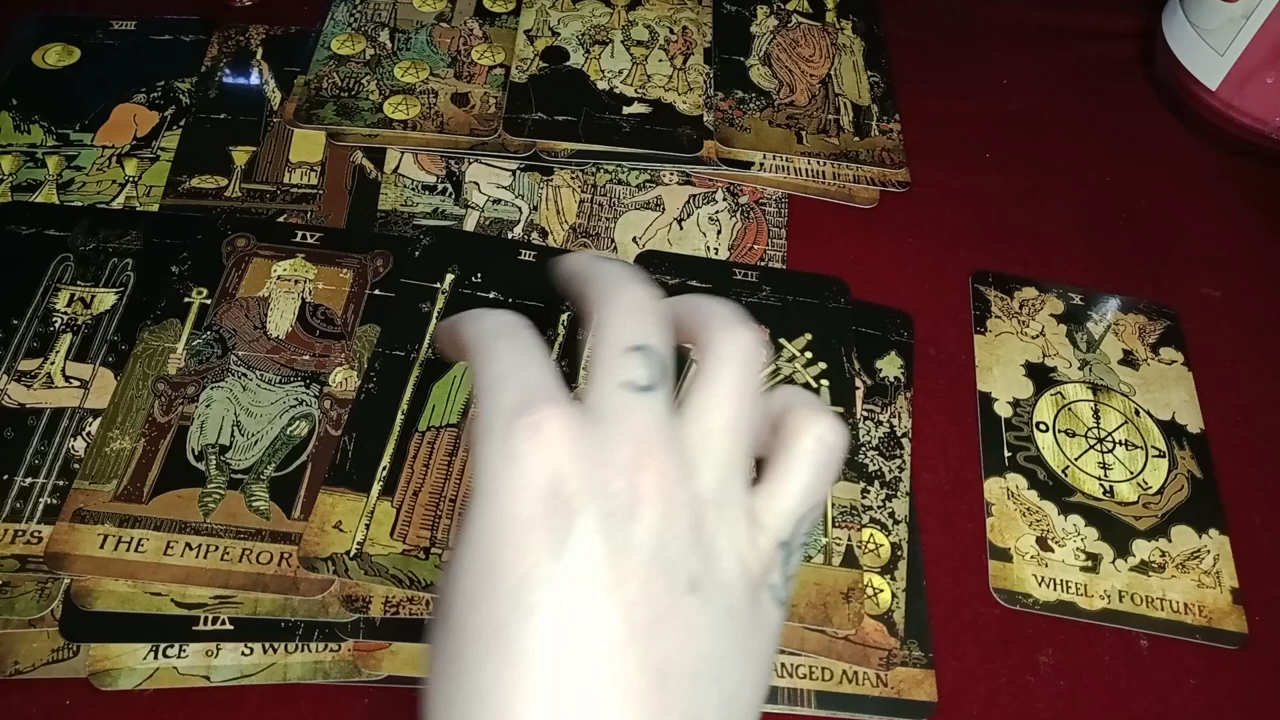 VIII
IV
III
VII
X
UPS
THE EMPEROR
WHEEL of FORTUNE
ACE of SWORDS.
ANGED MAN.